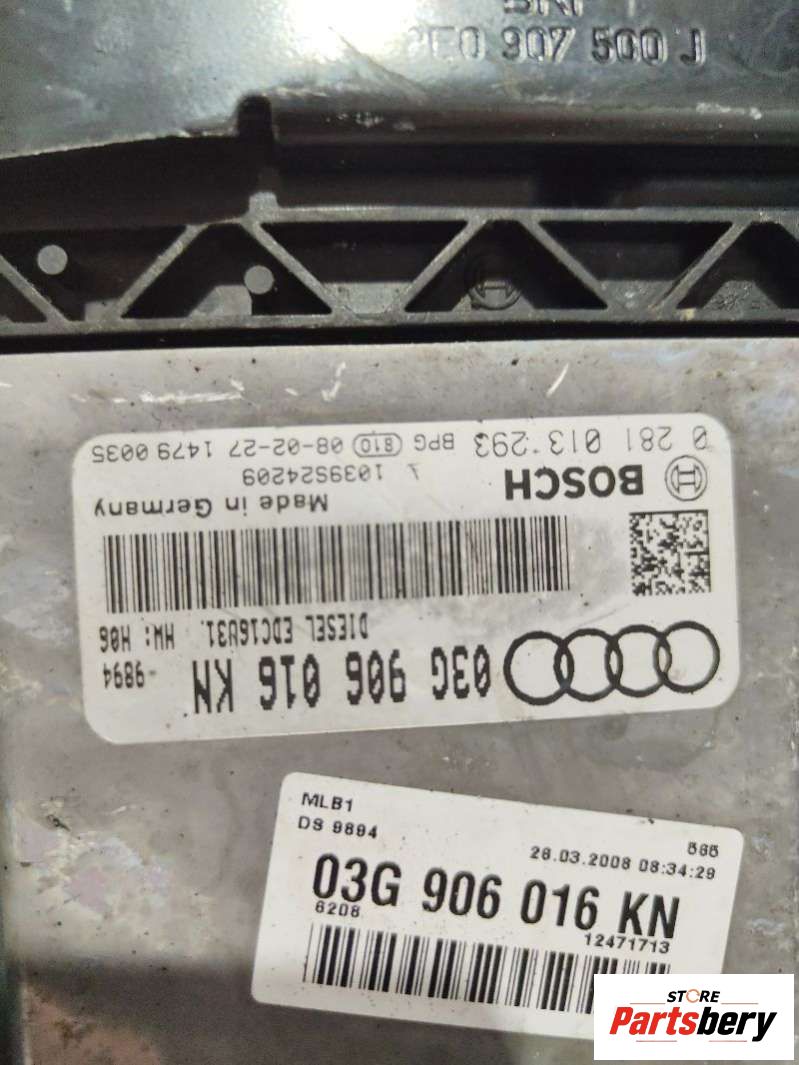 907 500 J
0 281 013 293 BPG 810 08-02-27 1479 0035
1039S24209
BOSCH
Made in Germany
DIESEL EDC16U31. HW: H06
03G 906 016 KN
-9894
MLB1
DS 9894
565
28.03.2008 08:34:29
03G 906 016 KN
6208
12471713
STORE
Partsbery